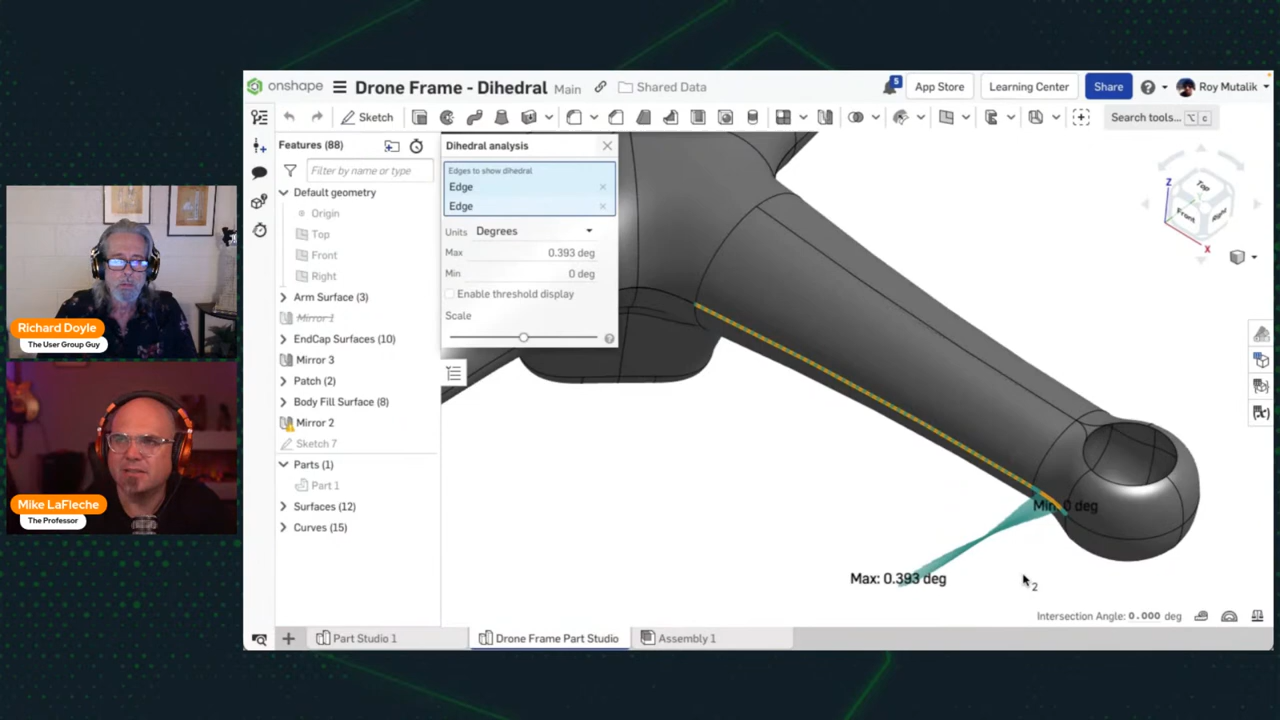 onshape
Drone Frame - Dihedral Main
Shared Data
5
App Store
Learning Center
Share
Roy Mutalik
Sketch
Search tools... ⌥ c
Features (88)
Filter by name or type
Default geometry
Origin
Top
Front
Right
Arm Surface (3)
Mirror 1
EndCap Surfaces (10)
Mirror 3
Patch (2)
Body Fill Surface (8)
Mirror 2
Sketch 7
Parts (1)
Part 1
Surfaces (12)
Curves (15)
Dihedral analysis
Edges to show dihedral
Edge
Edge
Units Degrees
Max 0.393 deg
Min 0 deg
Enable threshold display
Scale
Z
Top
Front
Right
X
Min: 0 deg
Max: 0.393 deg
2
Intersection Angle: 0.000 deg
Part Studio 1
Drone Frame Part Studio
Assembly 1
Richard Doyle
The User Group Guy
Mike LaFleche
The Professor